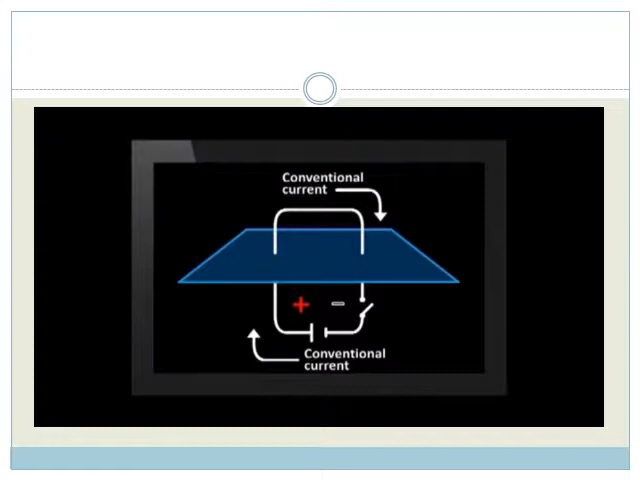 Conventional
current
+ −
Conventional
current